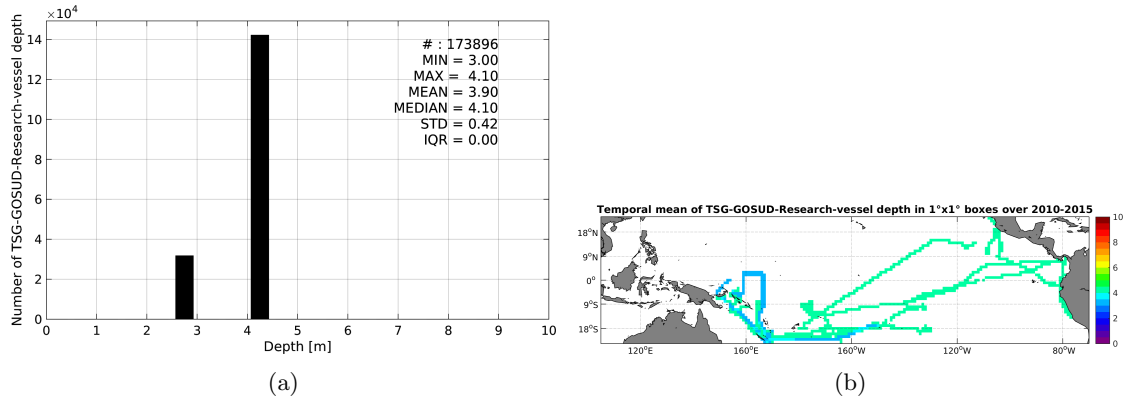 ×10⁴
Number of TSG-GOSUD-Research-vessel depth
14
12
10
8
6
4
2
0
# : 173896
MIN = 3.00
MAX = 4.10
MEAN = 3.90
MEDIAN = 4.10
STD = 0.42
IQR = 0.00
0 1 2 3 4 5 6 7 8 9 10
Depth [m]
(a)
Temporal mean of TSG-GOSUD-Research-vessel depth in 1°x1° boxes over 2010-2015
18°N
9°N
0°
9°S
18°S
120°E 160°E 160°W 120°W 80°W
10
8
6
4
2
0
(b)